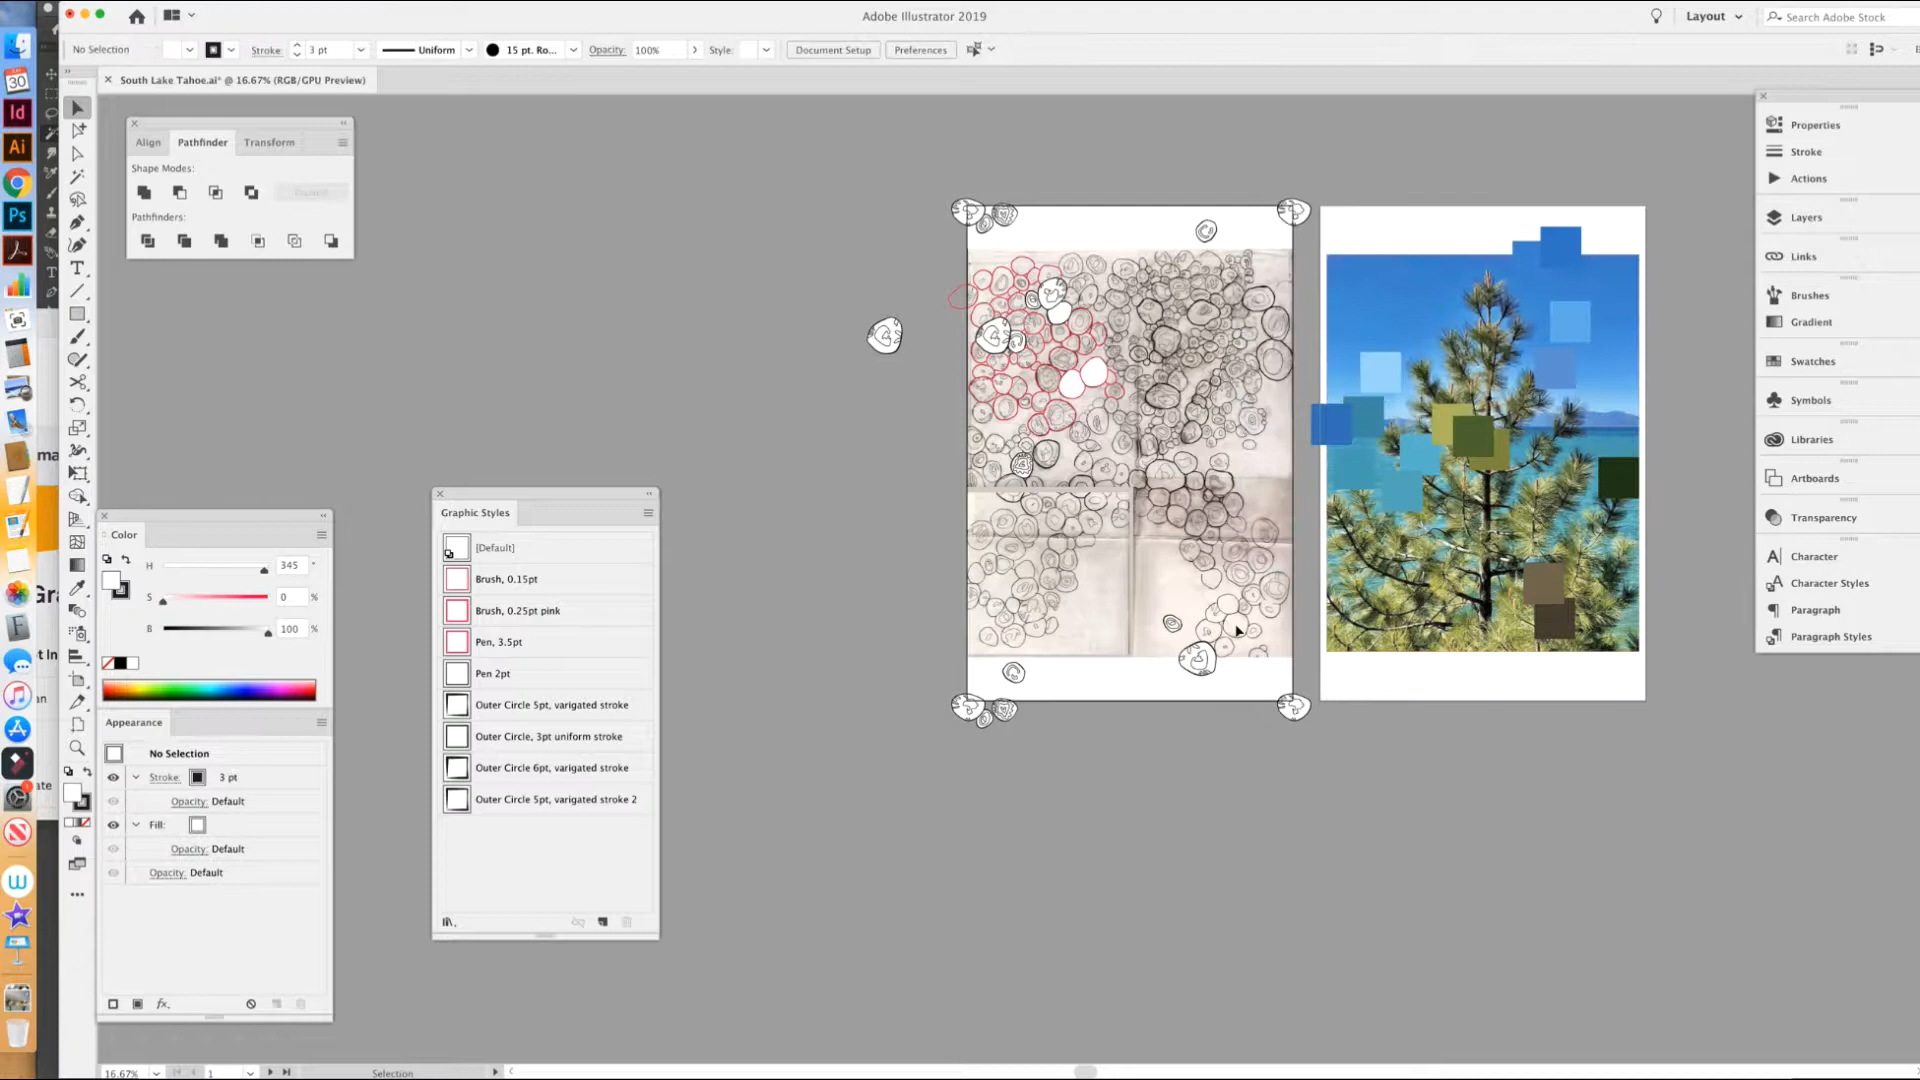 Adobe Illustrator 2019
Layout
Search Adobe Stock
No Selection
Stroke:
3 pt
Uniform
15 pt. Ro...
Opacity:
100%
Style:
Document Setup
Preferences
South Lake Tahoe.ai* @ 16.67% (RGB/GPU Preview)
Align
Pathfinder
Transform
Shape Modes:
Pathfinders:
30
Id
Ai
Ps
Color
H
345
°
S
0
%
B
100
%
Appearance
No Selection
Stroke:
3 pt
Opacity: Default
Fill:
Opacity: Default
Opacity: Default
fx.
Graphic Styles
[Default]
Brush, 0.15pt
Brush, 0.25pt pink
Pen, 3.5pt
Pen 2pt
Outer Circle 5pt, varigated stroke
Outer Circle, 3pt uniform stroke
Outer Circle 6pt, varigated stroke
Outer Circle 5pt, varigated stroke 2
Properties
Stroke
Actions
Layers
Links
Brushes
Gradient
Swatches
Symbols
Libraries
Artboards
Transparency
Character
Character Styles
Paragraph
Paragraph Styles
16.67%
1
Selection